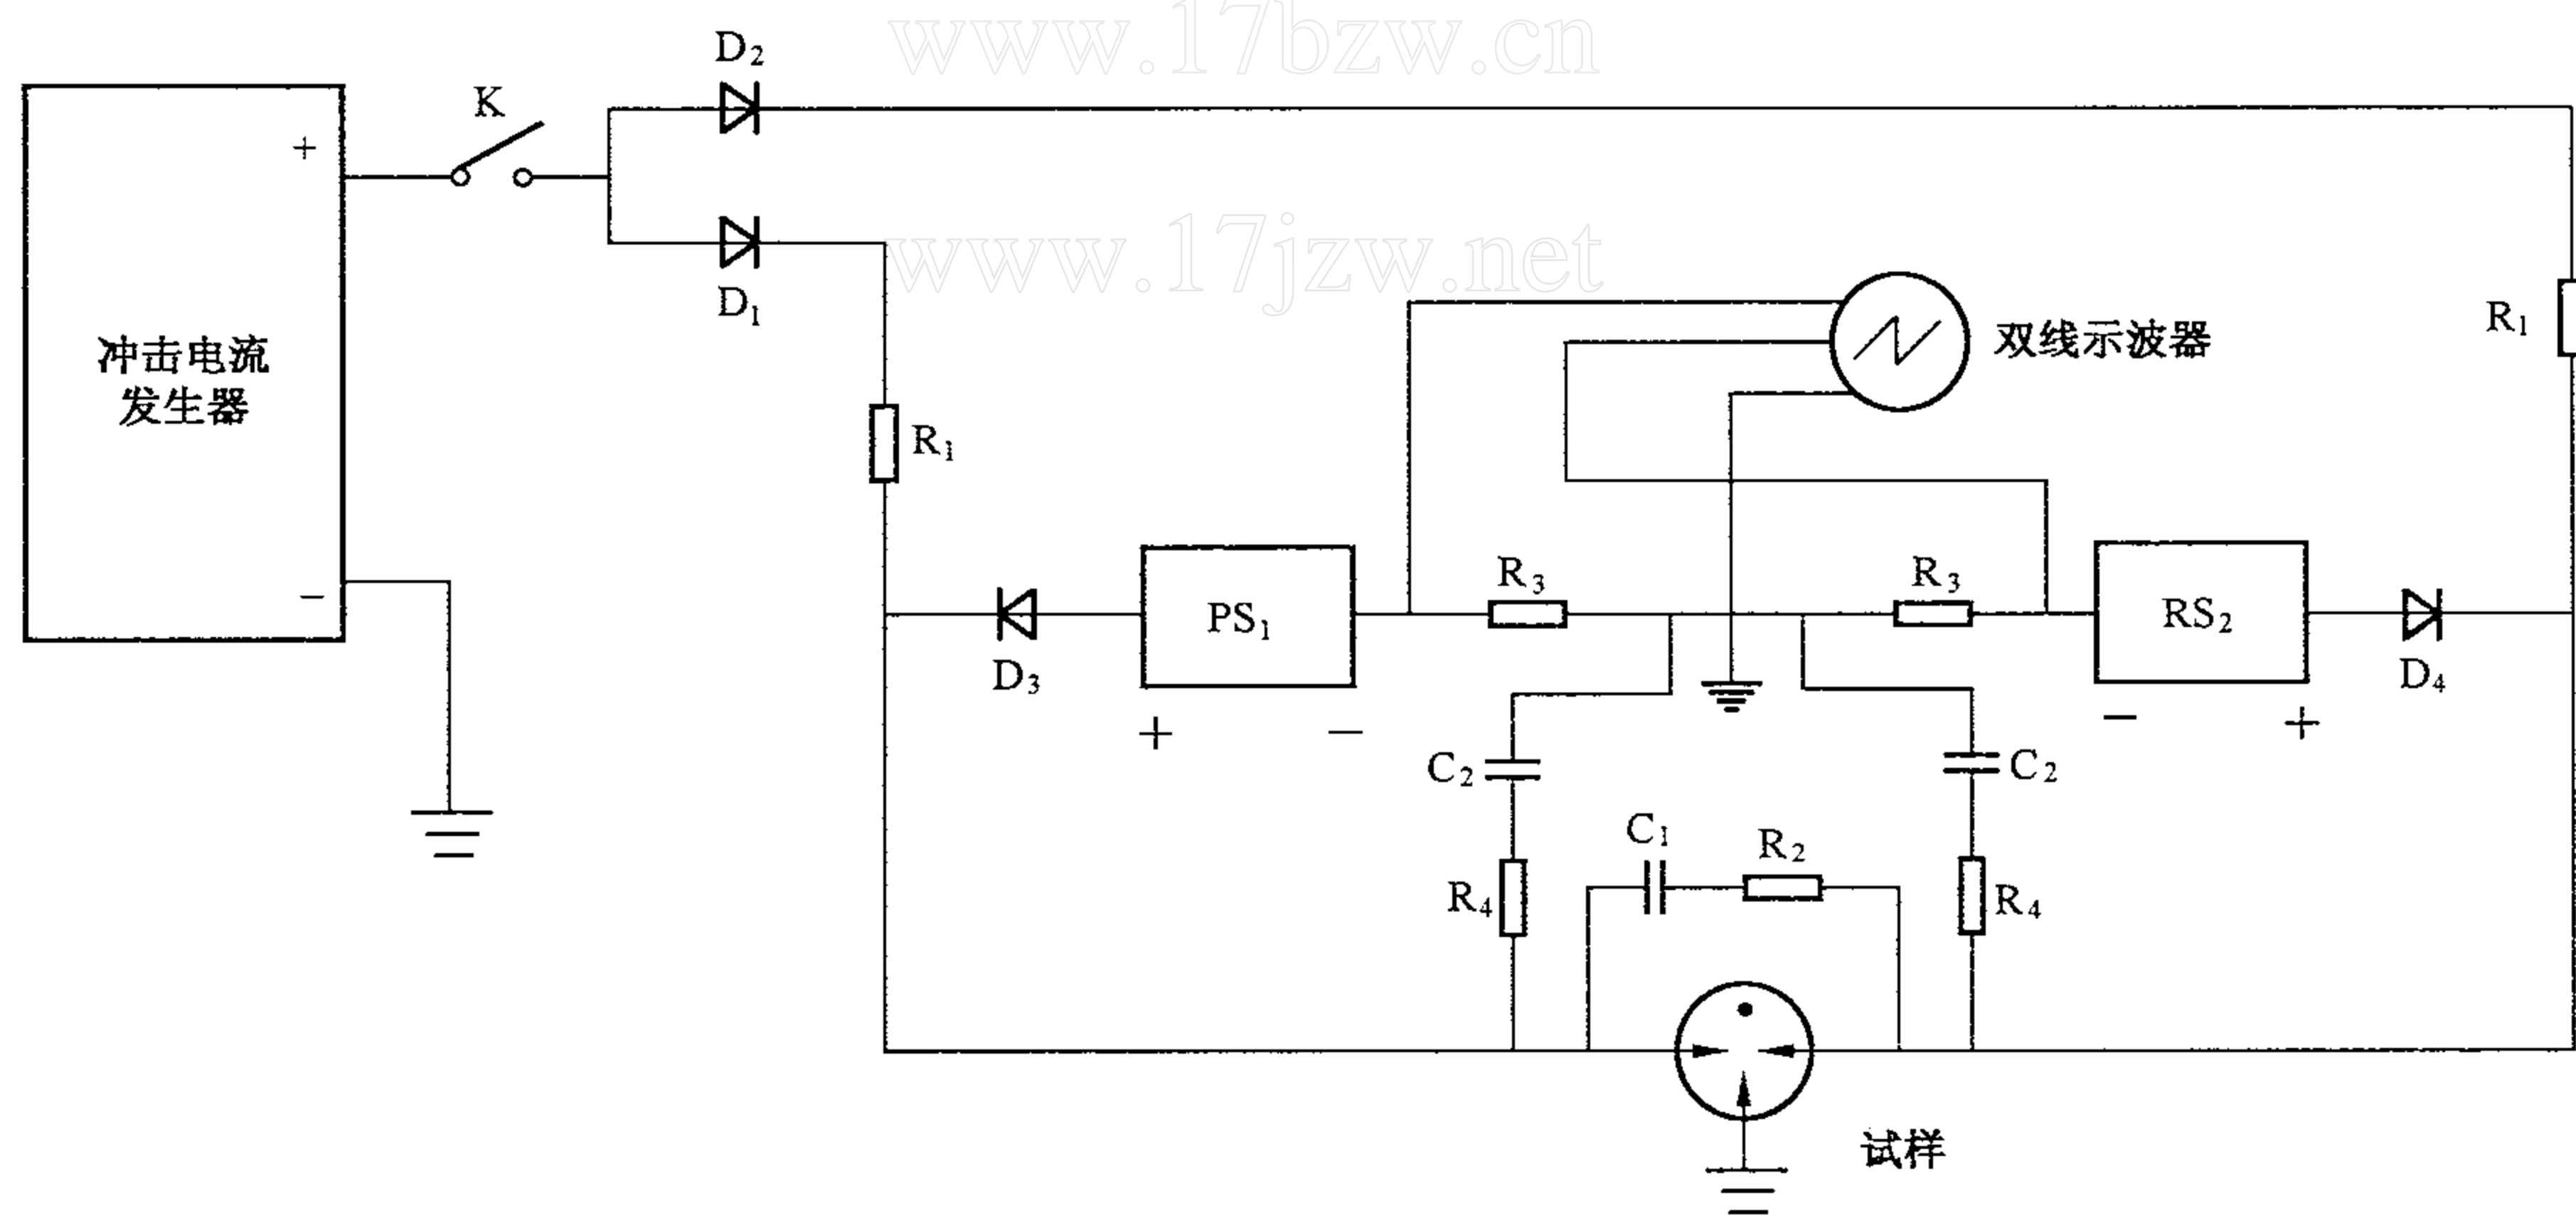 www.17bzw.cn
D2
K
+
www.17jzw.net
D1
冲击电流
发生器
双线示波器
R1
R1
−
R3
R3
PS1
RS2
D3
D4
+
−
−
+
C2
C2
C1
R2
R4
R4
试样